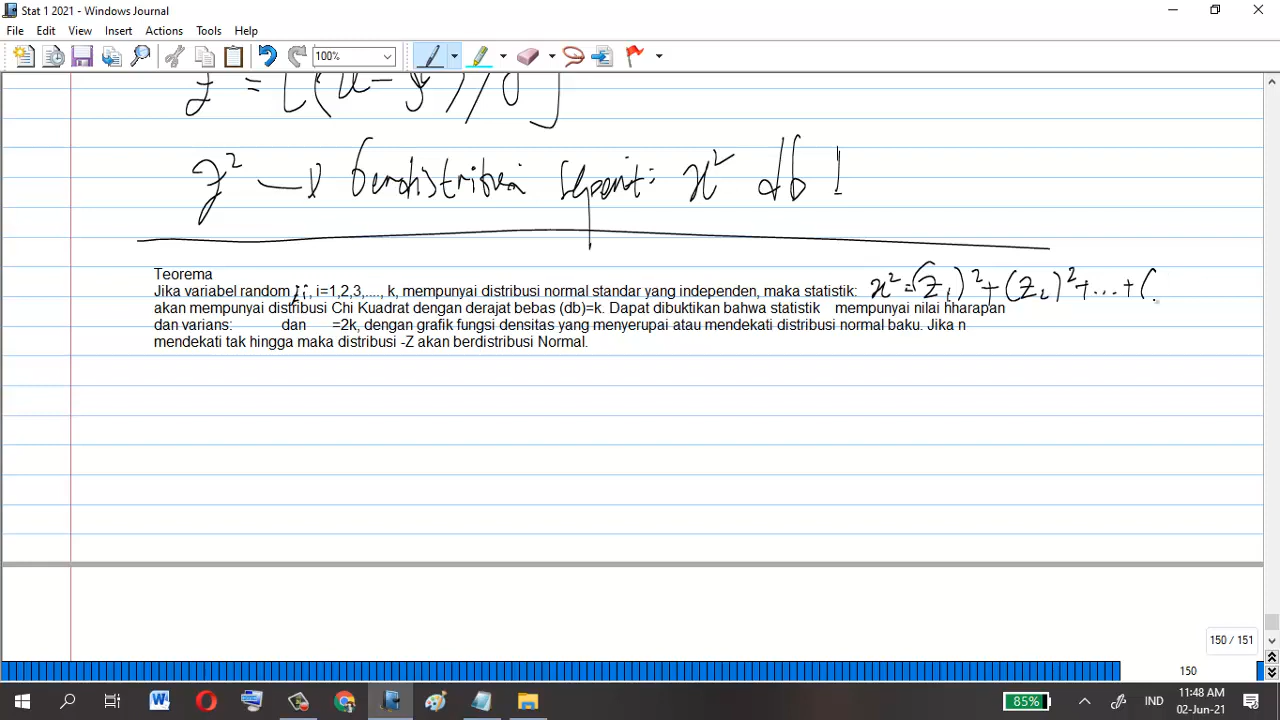 Stat 1 2021 - Windows Journal
File Edit View Insert Actions Tools Help
100%
z² → berdistribusi seperti: x² db 1
Teorema
Jika variabel random Zi, i=1,2,3,...., k, mempunyai distribusi normal standar yang independen, maka statistik: x² = (Z₁)² + (Z₂)² + ... + (
akan mempunyai distribusi Chi Kuadrat dengan derajat bebas (db)=k. Dapat dibuktikan bahwa statistik mempunyai nilai hharapan
dan varians: dan =2k, dengan grafik fungsi densitas yang menyerupai atau mendekati distribusi normal baku. Jika n
mendekati tak hingga maka distribusi -Z akan berdistribusi Normal.
150 / 151
150
85%
IND
11:48 AM
02-Jun-21